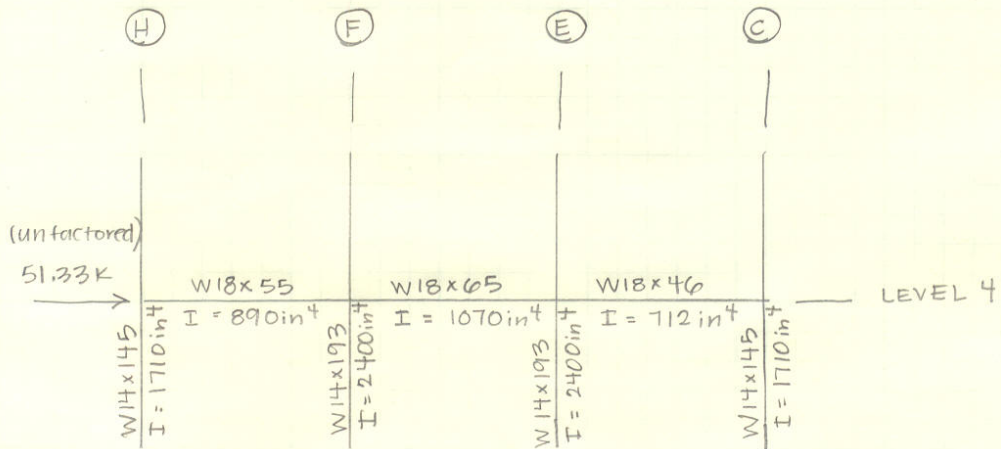 H F E C
(unfactored)
51.33K
W18x55 W18x65 W18x46
I = 890in⁴ I = 1070in⁴ I = 712in⁴
LEVEL 4
W14x145
I = 1710in⁴
W14x193
I = 2400in⁴
W14x193
I = 2400in⁴
W14x145
I = 1710in⁴